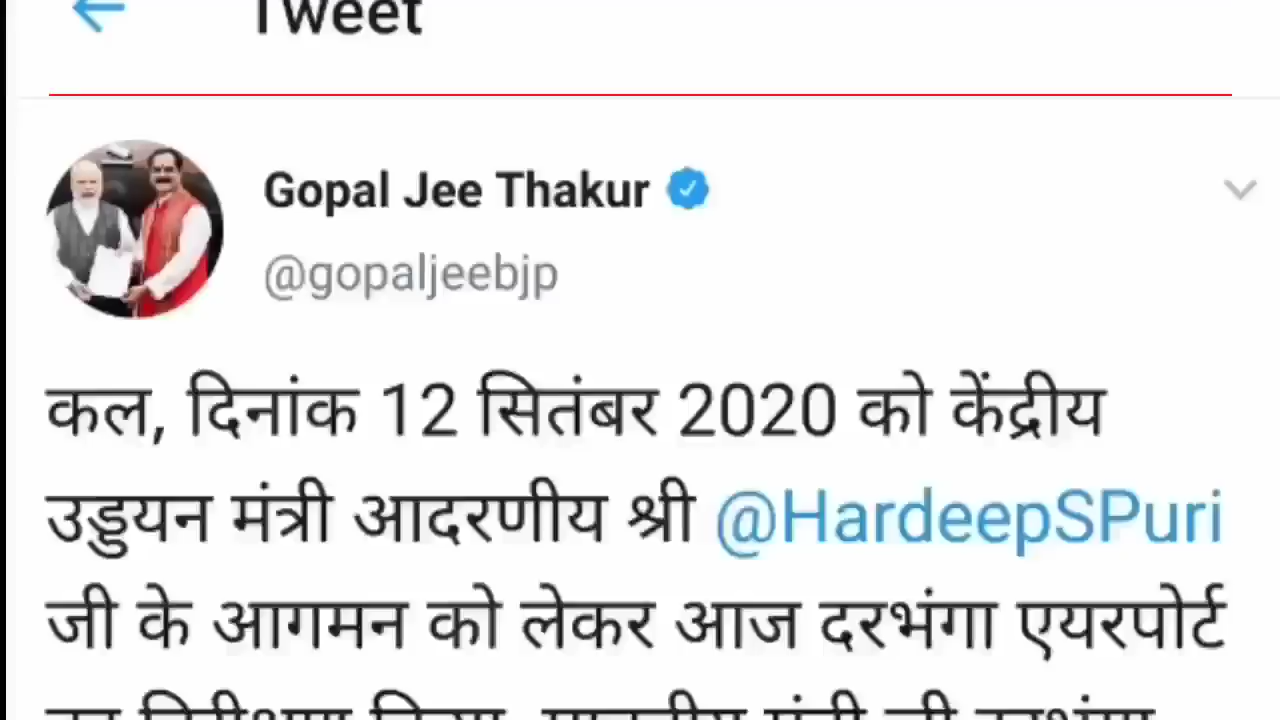 Tweet
Gopal Jee Thakur
@gopaljeebjp
कल, दिनांक 12 सितंबर 2020 को केंद्रीय
उड्डयन मंत्री आदरणीय श्री @HardeepSPuri
जी के आगमन को लेकर आज दरभंगा एयरपोर्ट